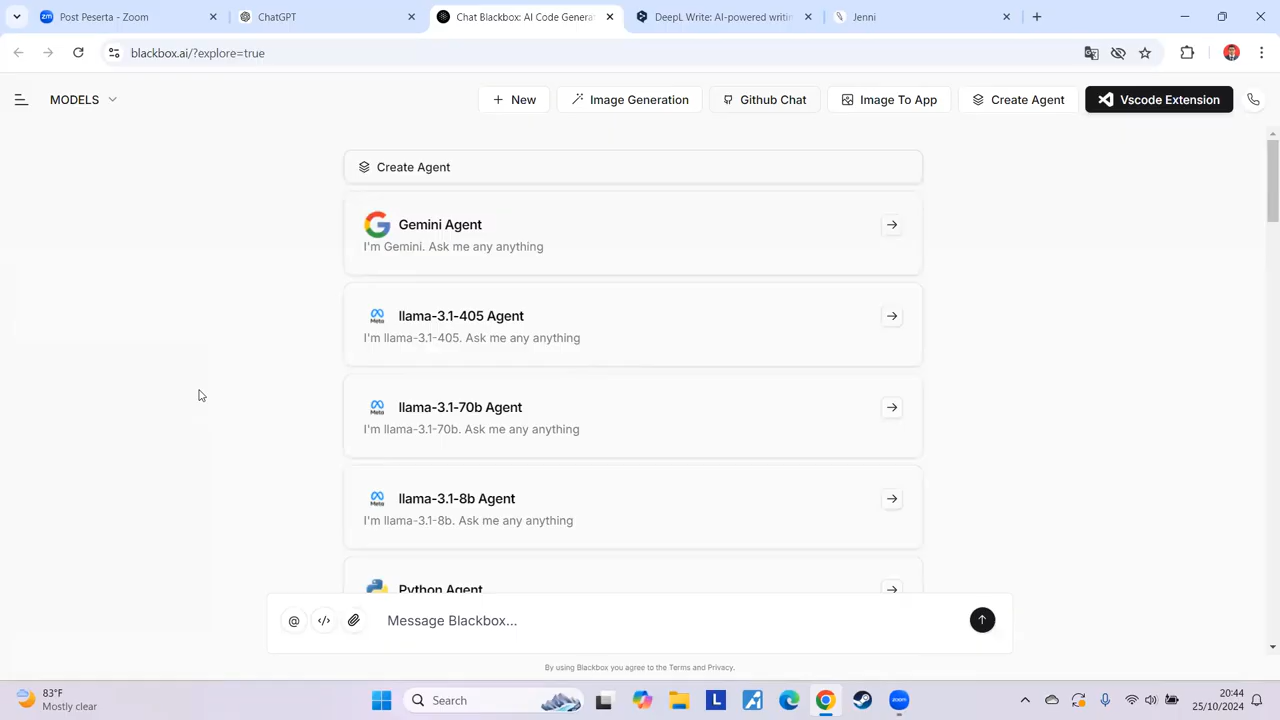 Post Peserta - Zoom
ChatGPT
Chat Blackbox: AI Code Genera
DeepL Write: AI-powered writin
Jenni
blackbox.ai/?explore=true
MODELS
New
Image Generation
Github Chat
Image To App
Create Agent
Vscode Extension
Create Agent
Gemini Agent
I'm Gemini. Ask me any anything
llama-3.1-405 Agent
I'm llama-3.1-405. Ask me any anything
llama-3.1-70b Agent
I'm llama-3.1-70b. Ask me any anything
llama-3.1-8b Agent
I'm llama-3.1-8b. Ask me any anything
Python Agent
Message Blackbox...
By using Blackbox you agree to the Terms and Privacy.
83°F
Mostly clear
Search
20:44
25/10/2024